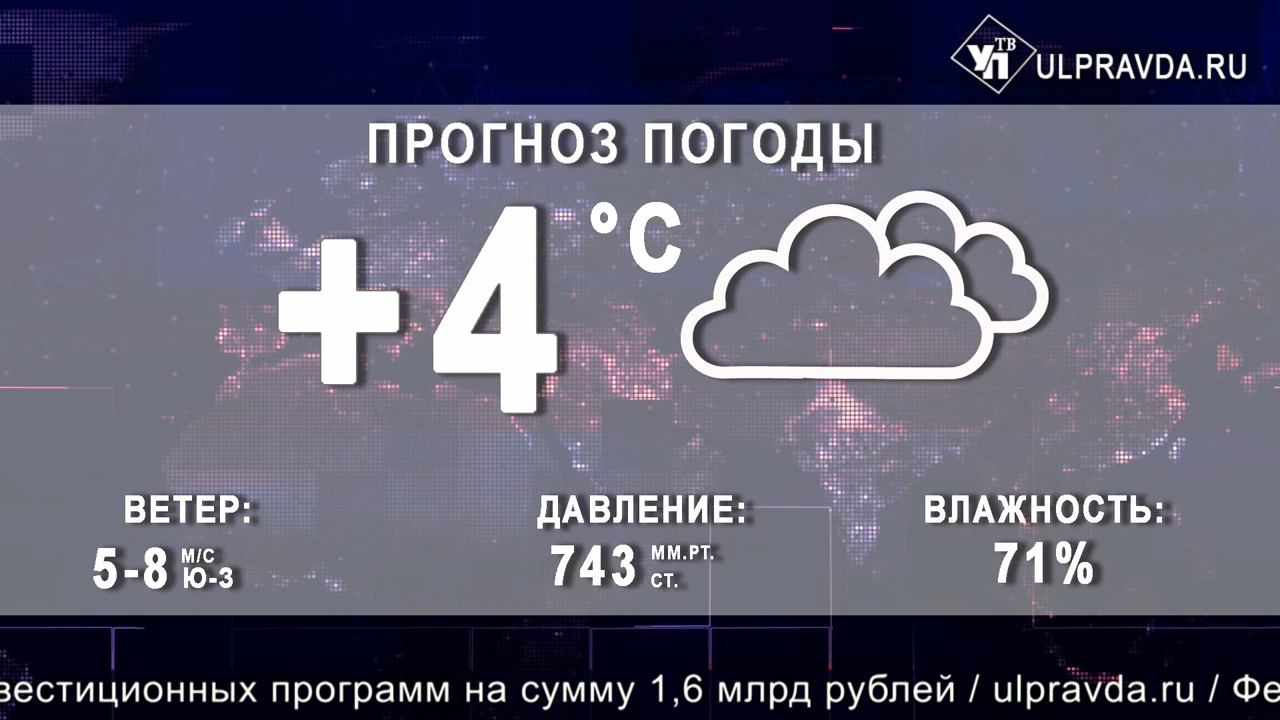 УП ТВ ULPRAVDA.RU
ПРОГНОЗ ПОГОДЫ
+4 °C
ВЕТЕР: ДАВЛЕНИЕ: ВЛАЖНОСТЬ:
5-8 М/С Ю-З 743 ММ.РТ. СТ. 71%
вестиционных программ на сумму 1,6 млрд рублей / ulpravda.ru / Фе